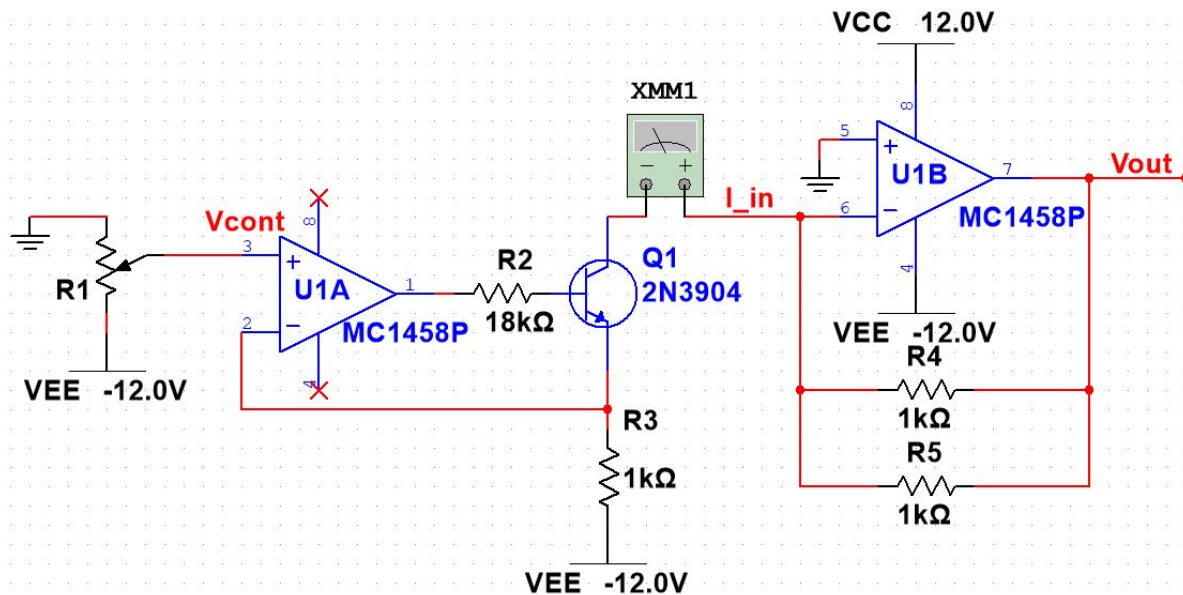 VCC 12.0V
XMM1
8
5
U1B
7
Vout
I_in
6
MC1458P
4
VEE -12.0V
Vcont
8
3
R1
U1A
1
R2
18kΩ
Q1
2N3904
2
MC1458P
4
VEE -12.0V
R4
1kΩ
R3
1kΩ
R5
1kΩ
VEE -12.0V